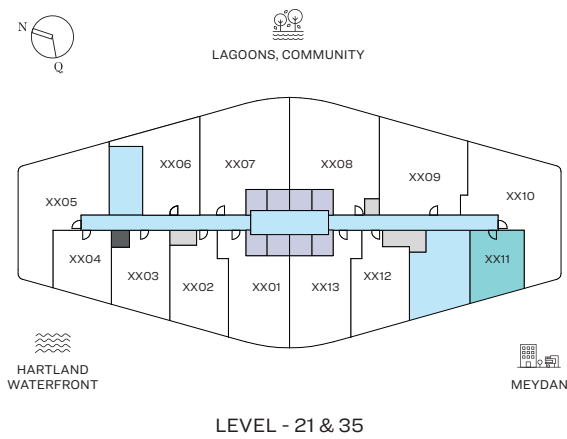 N
Q
LAGOONS, COMMUNITY
XX06
XX07
XX08
XX09
XX05
XX10
XX04
XX03
XX02
XX01
XX13
XX12
XX11
HARTLAND
WATERFRONT
MEYDAN
LEVEL - 21 & 35